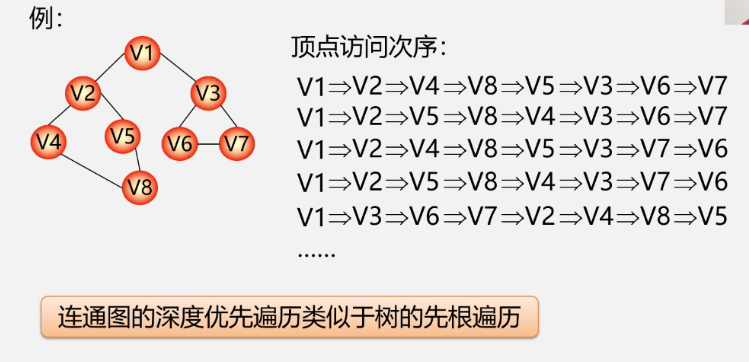 例：
顶点访问次序：
V1
V2
V3
V4
V5
V6
V7
V8
V1⇒V2⇒V4⇒V8⇒V5⇒V3⇒V6⇒V7
V1⇒V2⇒V5⇒V8⇒V4⇒V3⇒V6⇒V7
V1⇒V2⇒V4⇒V8⇒V5⇒V3⇒V7⇒V6
V1⇒V2⇒V5⇒V8⇒V4⇒V3⇒V7⇒V6
V1⇒V3⇒V6⇒V7⇒V2⇒V4⇒V8⇒V5
······
连通图的深度优先遍历类似于树的先根遍历